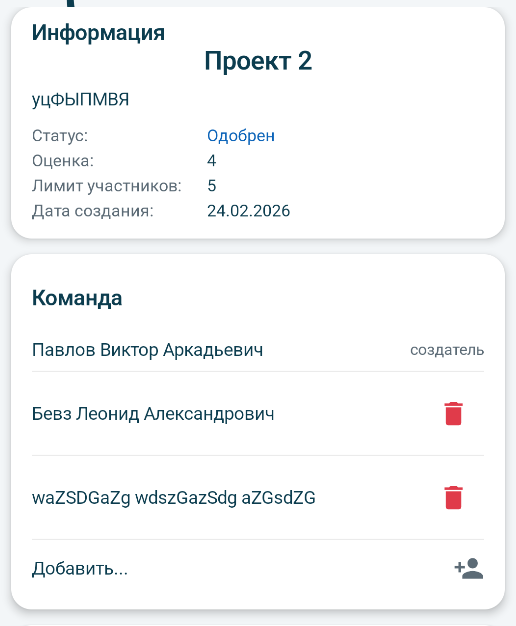 Информация
Проект 2
уцФЫПМВЯ
Статус: Одобрен
Оценка: 4
Лимит участников: 5
Дата создания: 24.02.2026
Команда
Павлов Виктор Аркадьевич создатель
Бевз Леонид Александрович
waZSDGaZg wdszGazSdg aZGsdZG
Добавить...